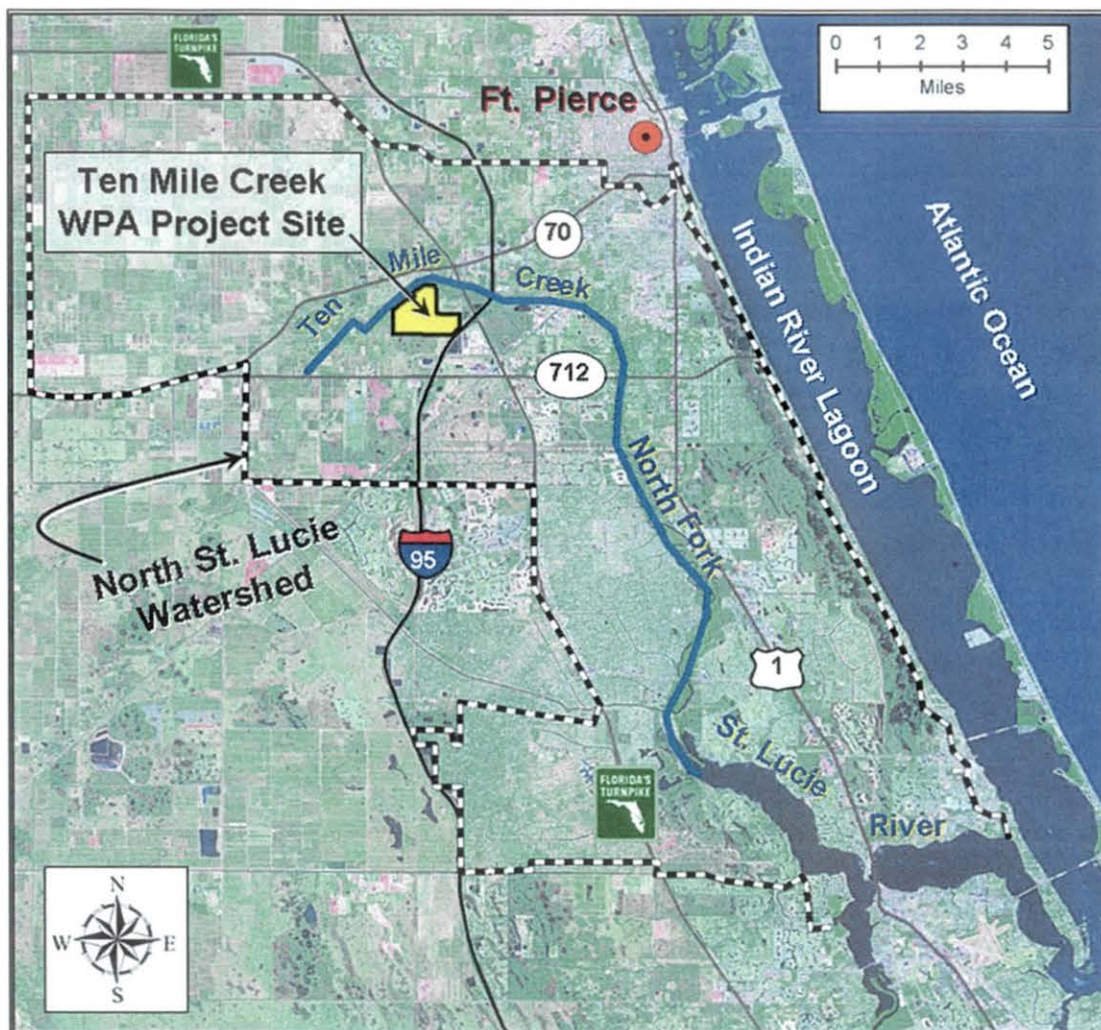 FLORIDA'S
TURNPIKE
0 1 2 3 4 5
Miles
Ft. Pierce
Ten Mile Creek
WPA Project Site
70
Ten Mile Creek
Indian River Lagoon
Atlantic Ocean
712
North Fork
95
North St. Lucie
Watershed
1
St. Lucie
River
FLORIDA'S
TURNPIKE
N
W E
S